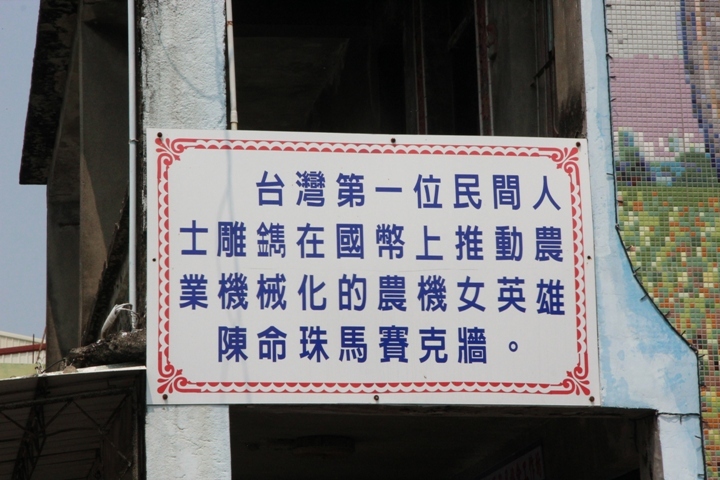 台灣第一位民間人
士雕鐫在國幣上推動農
業機械化的農機女英雄
陳命珠馬賽克牆。